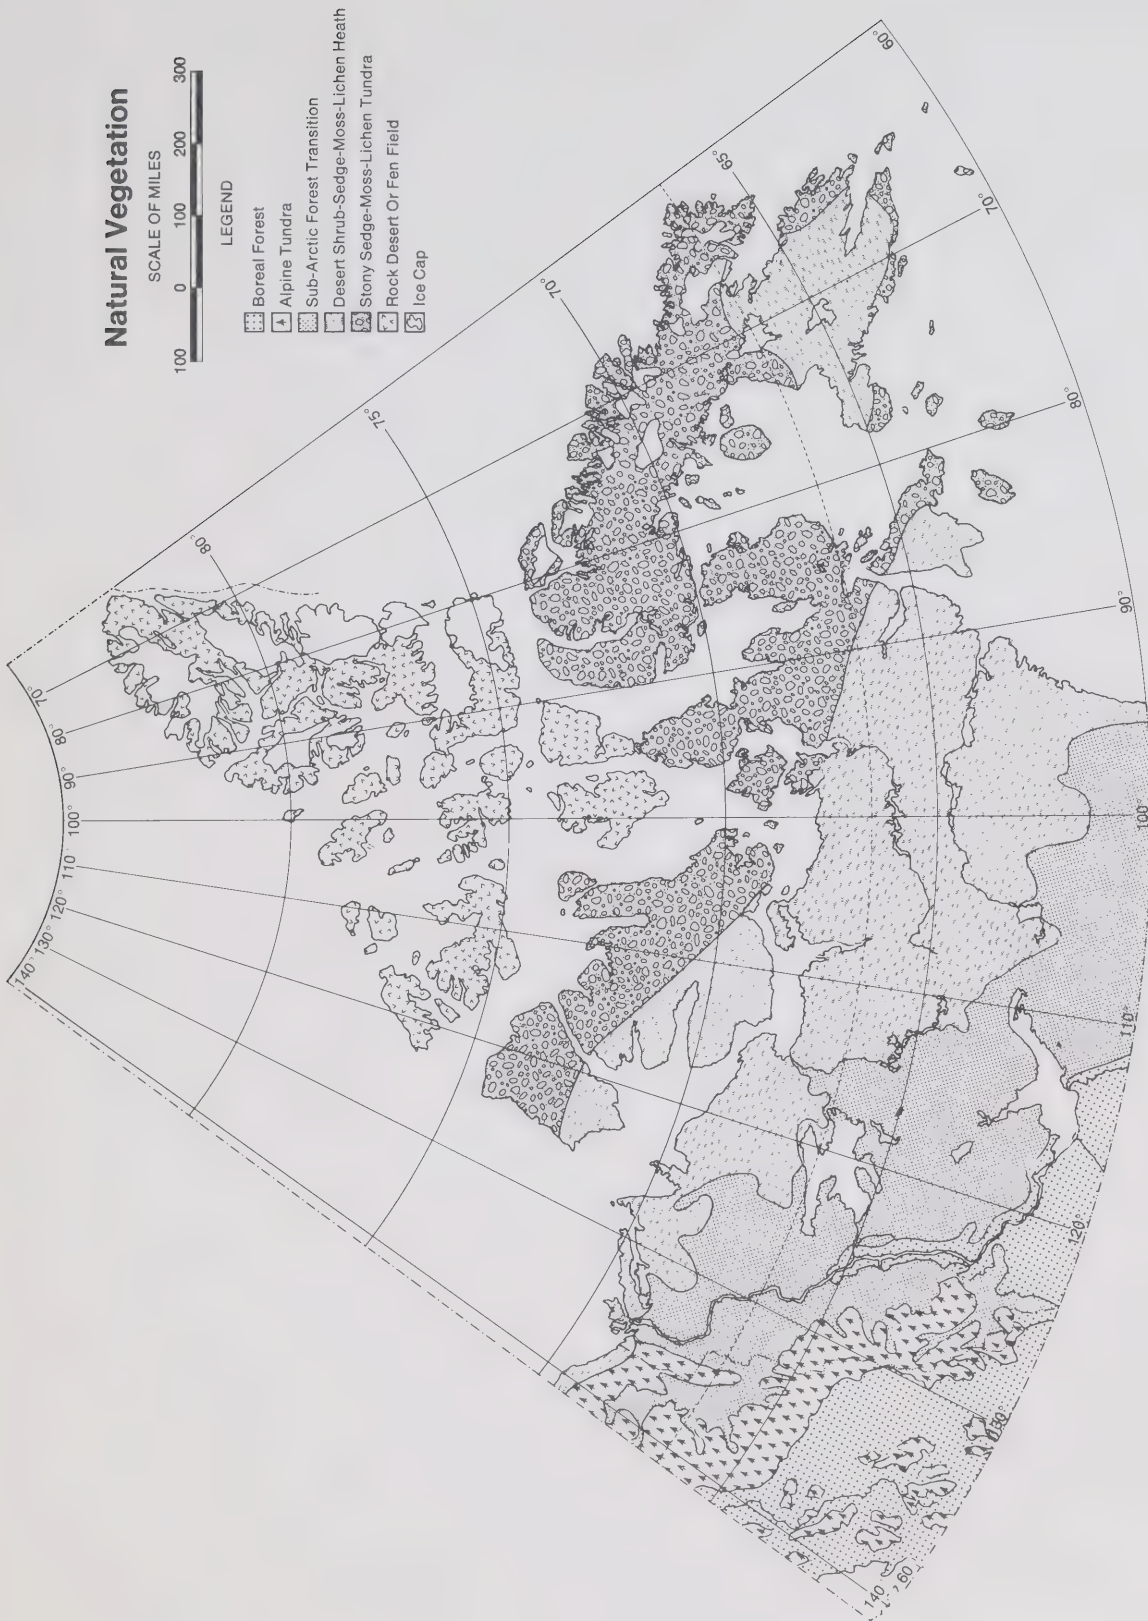 Natural Vegetation
SCALE OF MILES
100 0 100 200 300
LEGEND
Boreal Forest
Alpine Tundra
Sub-Arctic Forest Transition
Desert Shrub-Sedge-Moss-Lichen Heath
Stony Sedge-Moss-Lichen Tundra
Rock Desert Or Fen Field
Ice Cap
140°
130°
120°
110
100°
90°
80°
70°
80°
75°
70°
65°
60°
70°
80°
90°
100
110°
120°
130°
140
60